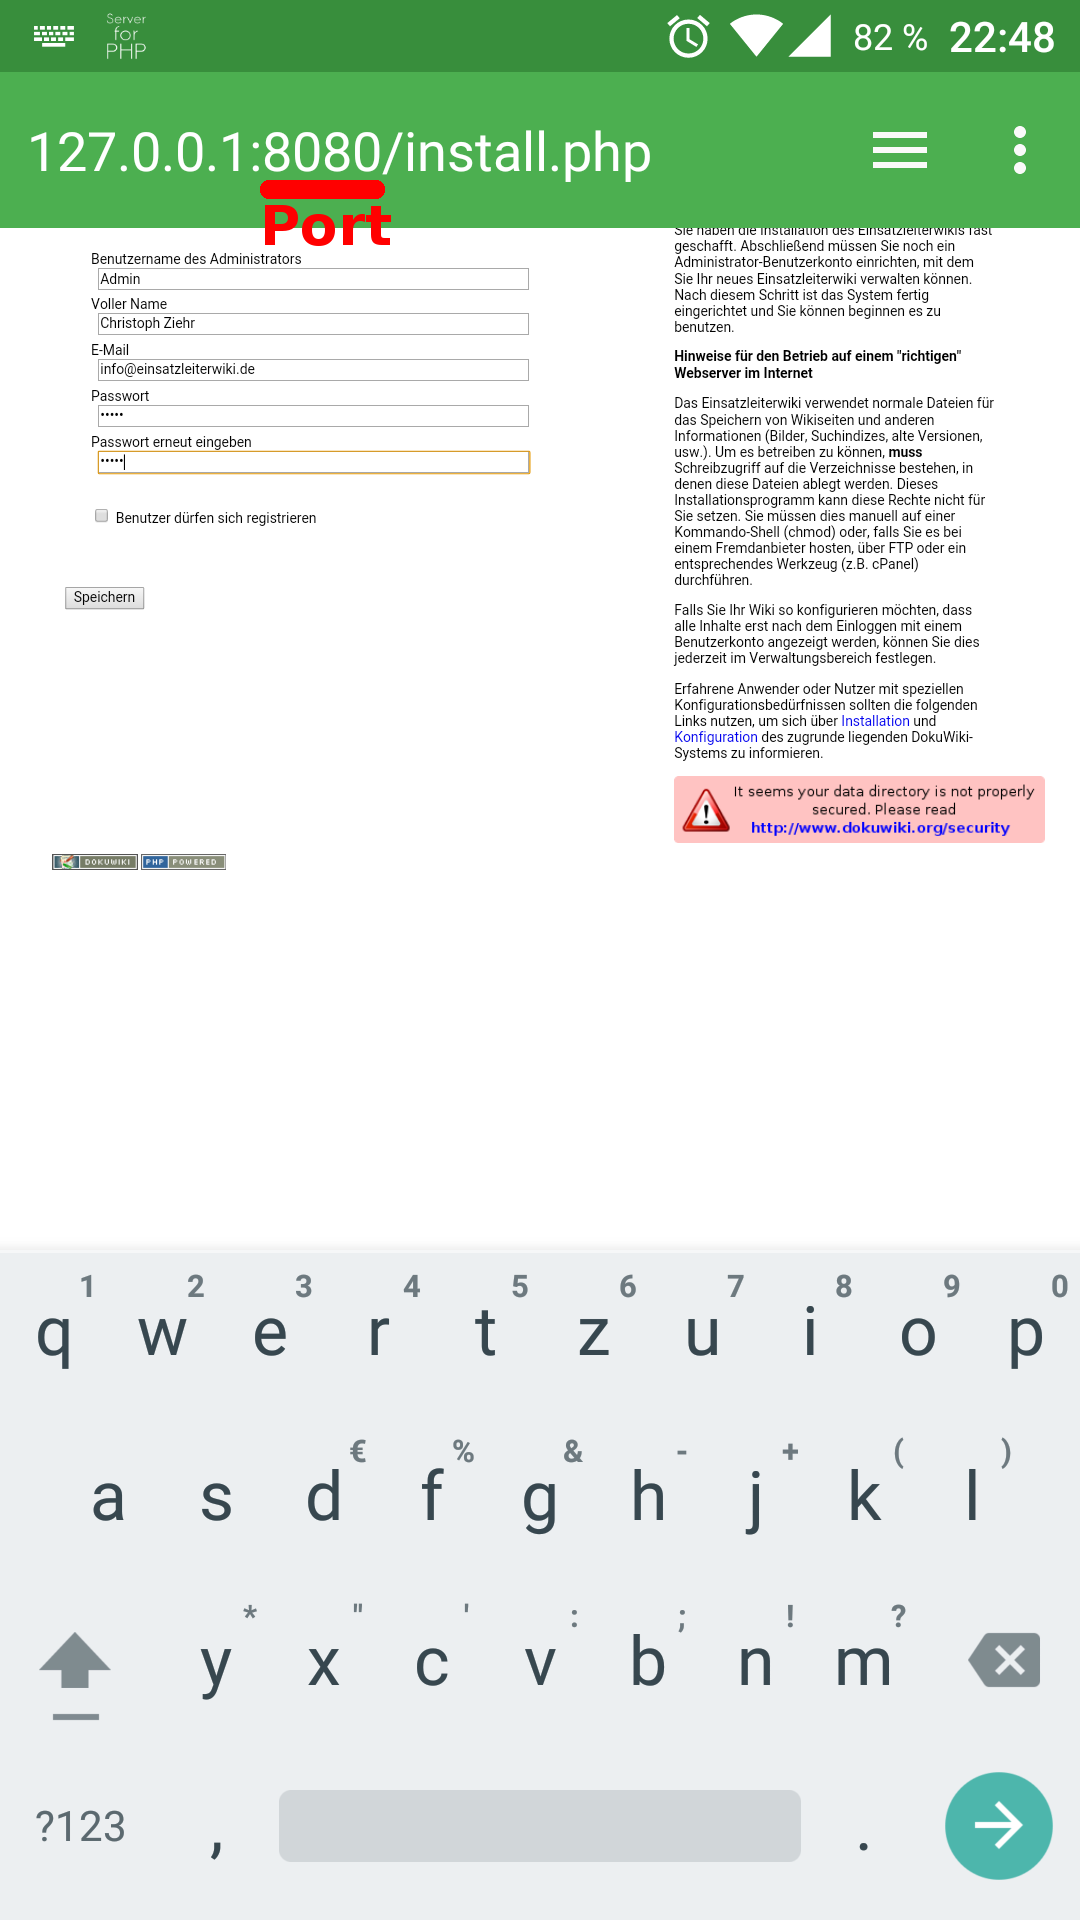 Server
for
PHP
82 % 22:48
127.0.0.1:8080/install.php
Port
Benutzername des Administrators
Admin
Voller Name
Christoph Ziehr
E-Mail
info@einsatzleiterwiki.de
Passwort
•••••
Passwort erneut eingeben
•••••
Benutzer dürfen sich registrieren
Speichern
Sie haben die Installation des Einsatzleiterwikis fast
geschafft. Abschließend müssen Sie noch ein
Administrator-Benutzerkonto einrichten, mit dem
Sie Ihr neues Einsatzleiterwiki verwalten können.
Nach diesem Schritt ist das System fertig
eingerichtet und Sie können beginnen es zu
benutzen.
Hinweise für den Betrieb auf einem "richtigen"
Webserver im Internet
Das Einsatzleiterwiki verwendet normale Dateien für
das Speichern von Wikiseiten und anderen
Informationen (Bilder, Suchindizes, alte Versionen,
usw.). Um es betreiben zu können, muss
Schreibzugriff auf die Verzeichnisse bestehen, in
denen diese Dateien ablegt werden. Dieses
Installationsprogramm kann diese Rechte nicht für
Sie setzen. Sie müssen dies manuell auf einer
Kommando-Shell (chmod) oder, falls Sie es bei
einem Fremdanbieter hosten, über FTP oder ein
entsprechendes Werkzeug (z.B. cPanel)
durchführen.
Falls Sie Ihr Wiki so konfigurieren möchten, dass
alle Inhalte erst nach dem Einloggen mit einem
Benutzerkonto angezeigt werden, können Sie dies
jederzeit im Verwaltungsbereich festlegen.
Erfahrene Anwender oder Nutzer mit speziellen
Konfigurationsbedürfnissen sollten die folgenden
Links nutzen, um sich über Installation und
Konfiguration des zugrunde liegenden DokuWiki-
Systems zu informieren.
It seems your data directory is not properly
secured. Please read
http://www.dokuwiki.org/security
DOKUWIKI PHP POWERED
1 2 3 4 5 6 7 8 9 0
q w e r t z u i o p
€ % & - + ( )
a s d f g h j k l
* " ' : ; ! ?
y x c v b n m
?123 , .